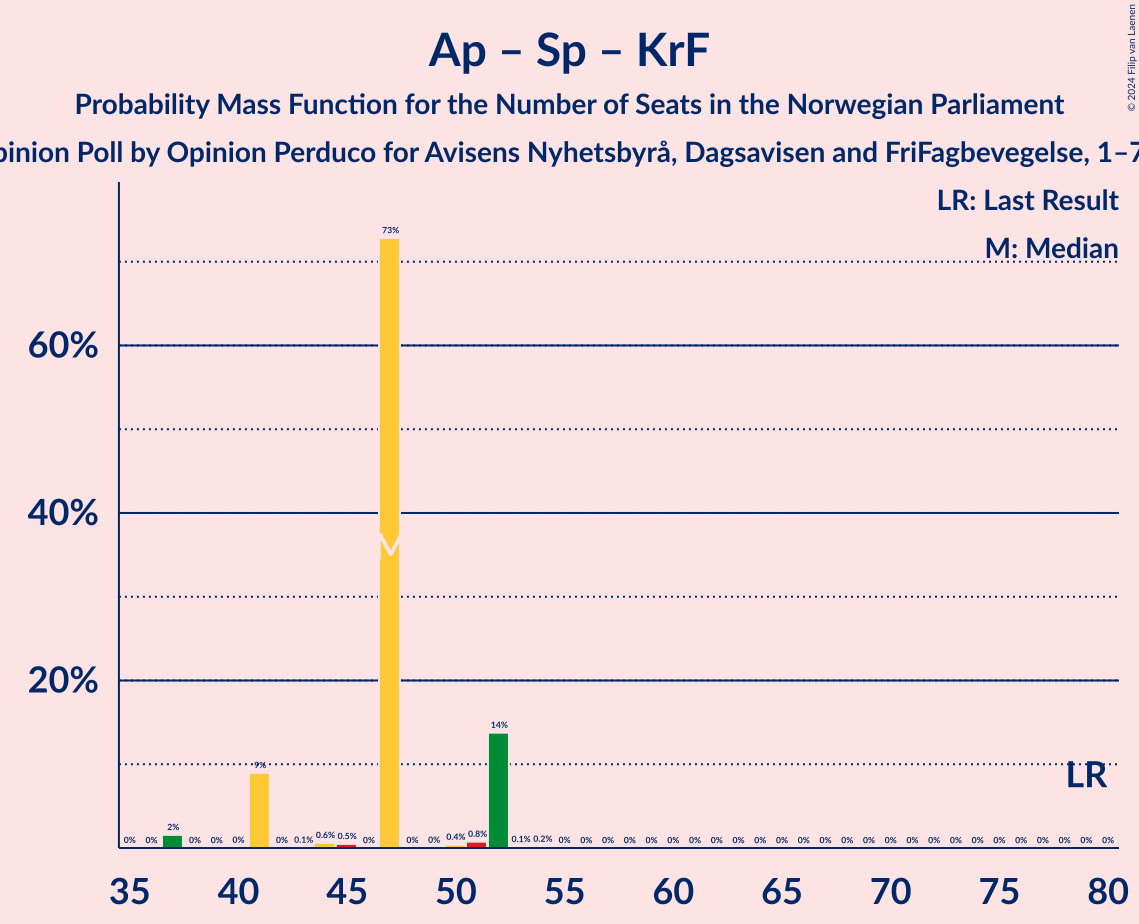 Ap – Sp – KrF
Probability Mass Function for the Number of Seats in the Norwegian Parliament
Poll by Opinion Perduco for Avisens Nyhetsbyrå, Dagsavisen and FriFagbevegelse, 1–7
© 2024 Filip van Laenen
LR: Last Result
M: Median
73%
60%
40%
M
20%
14%
LR
9%
0% 0% 2% 0% 0% 0% 0% 0.1% 0.6% 0.5% 0% 0% 0% 0.4% 0.8% 0.1% 0.2% 0% 0% 0% 0% 0% 0% 0% 0% 0% 0% 0% 0% 0% 0% 0% 0% 0% 0% 0% 0% 0% 0% 0% 0% 0% 0%
35 40 45 50 55 60 65 70 75 80